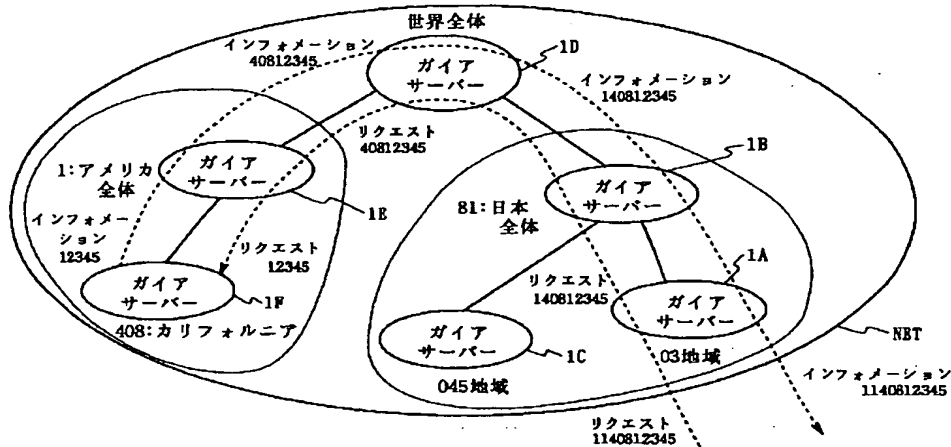 世界全体
インフォメーション
40812345
1D
ガイア
サーバー
インフォメーション
140812345
リクエスト
40812345
1B
ガイア
サーバー
1:アメリカ
全体
1E
ガイア
サーバー
81:日本
全体
インフォメー
ション
12345
リクエスト
12345
1A
ガイア
サーバー
1F
リクエスト
140812345
ガイア
サーバー
408:カリフォルニア
ガイア
サーバー
1C
NET
045地域
03地域
インフォメーション
1140812345
リクエスト
1140812345